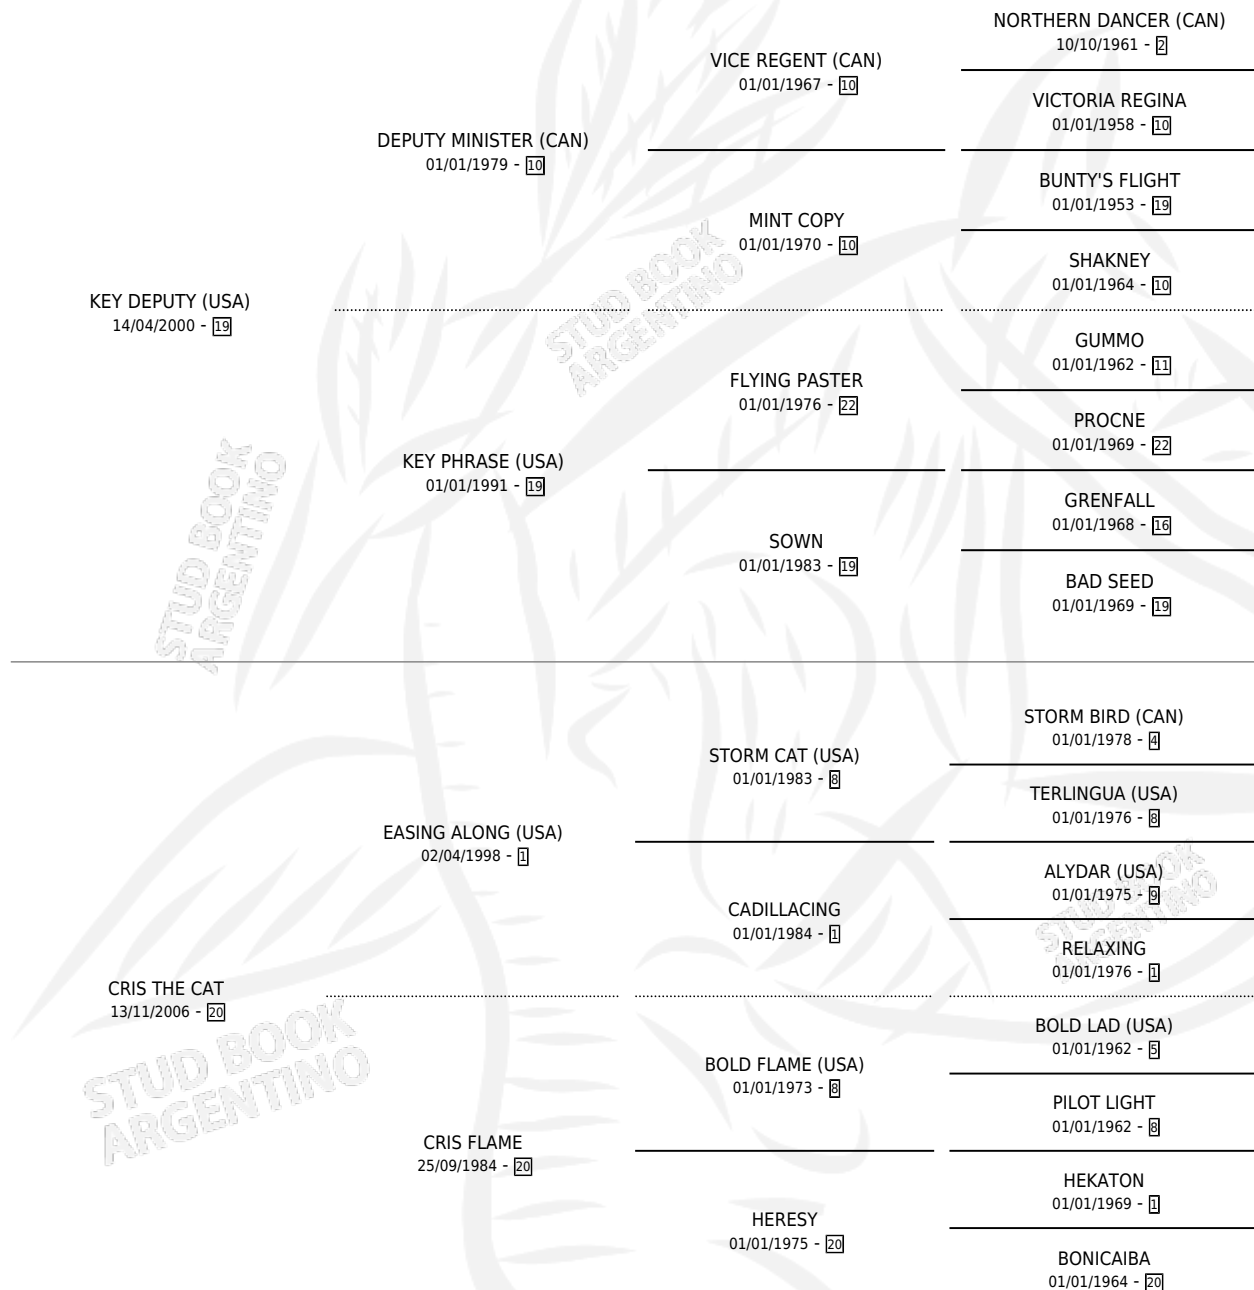 NORTHERN DANCER (CAN)
10/10/1961 - 2
VICE REGENT (CAN)
01/01/1967 - 10
VICTORIA REGINA
01/01/1958 - 10
DEPUTY MINISTER (CAN)
01/01/1979 - 10
BUNTY'S FLIGHT
01/01/1953 - 19
MINT COPY
01/01/1970 - 10
SHAKNEY
01/01/1964 - 10
KEY DEPUTY (USA)
14/04/2000 - 19
GUMMO
01/01/1962 - 11
FLYING PASTER
01/01/1976 - 22
PROCNE
01/01/1969 - 22
KEY PHRASE (USA)
01/01/1991 - 19
GRENFALL
01/01/1968 - 16
SOWN
01/01/1983 - 19
BAD SEED
01/01/1969 - 19
STORM BIRD (CAN)
01/01/1978 - 4
STORM CAT (USA)
01/01/1983 - 8
TERLINGUA (USA)
01/01/1976 - 8
EASING ALONG (USA)
02/04/1998 - 1
ALYDAR (USA)
01/01/1975 - 9
CADILLACING
01/01/1984 - 1
RELAXING
01/01/1976 - 1
CRIS THE CAT
13/11/2006 - 20
BOLD LAD (USA)
01/01/1962 - 5
BOLD FLAME (USA)
01/01/1973 - 8
PILOT LIGHT
01/01/1962 - 8
CRIS FLAME
25/09/1984 - 20
HEKATON
01/01/1969 - 1
HERESY
01/01/1975 - 20
BONICAIBA
01/01/1964 - 20
STUD BOOK
ARGENTINO
STUD BOOK
ARGENTINO
STUD BOOK
ARGENTINO
STUD BOOK
ARGENTINO